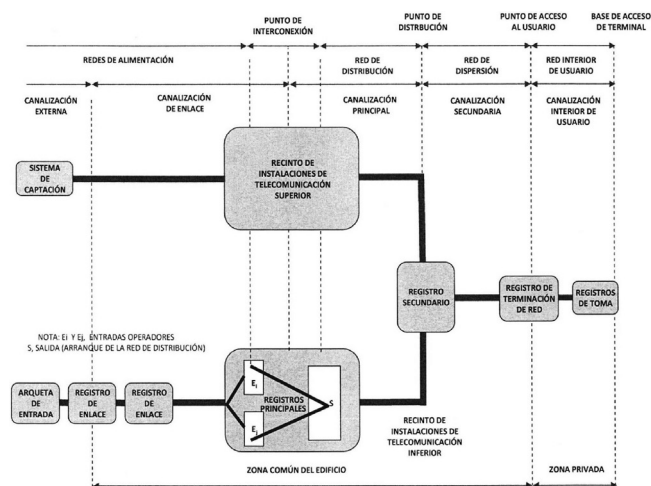 PUNTO DE
INTERCONEXIÓN
PUNTO DE
DISTRIBUCIÓN
PUNTO DE ACCESO
AL USUARIO
BASE DE ACCESO
DE TERMINAL
REDES DE ALIMENTACIÓN
RED DE
DISTRIBUCIÓN
RED DE
DISPERSIÓN
RED INTERIOR
DE USUARIO
CANALIZACIÓN
EXTERNA
CANALIZACIÓN
DE ENLACE
CANALIZACIÓN
PRINCIPAL
CANALIZACIÓN
SECUNDARIA
CANALIZACIÓN
INTERIOR DE
USUARIO
SISTEMA
DE
CAPTACIÓN
RECINTO DE
INSTALACIONES DE
TELECOMUNICACIÓN
SUPERIOR
REGISTRO
SECUNDARIO
REGISTRO DE
TERMINACIÓN
DE RED
REGISTROS
DE TOMA
NOTA: Ei Y Ej, ENTRADAS OPERADORES
S, SALIDA (ARRANQUE DE LA RED DE DISTRIBUCIÓN)
ARQUETA DE
ENTRADA
REGISTRO
DE ENLACE
REGISTRO
DE ENLACE
Ei
REGISTROS
PRINCIPALES
Ej
S
RECINTO DE
INSTALACIONES DE
TELECOMUNICACIÓN
INFERIOR
ZONA COMÚN DEL EDIFICIO
ZONA PRIVADA